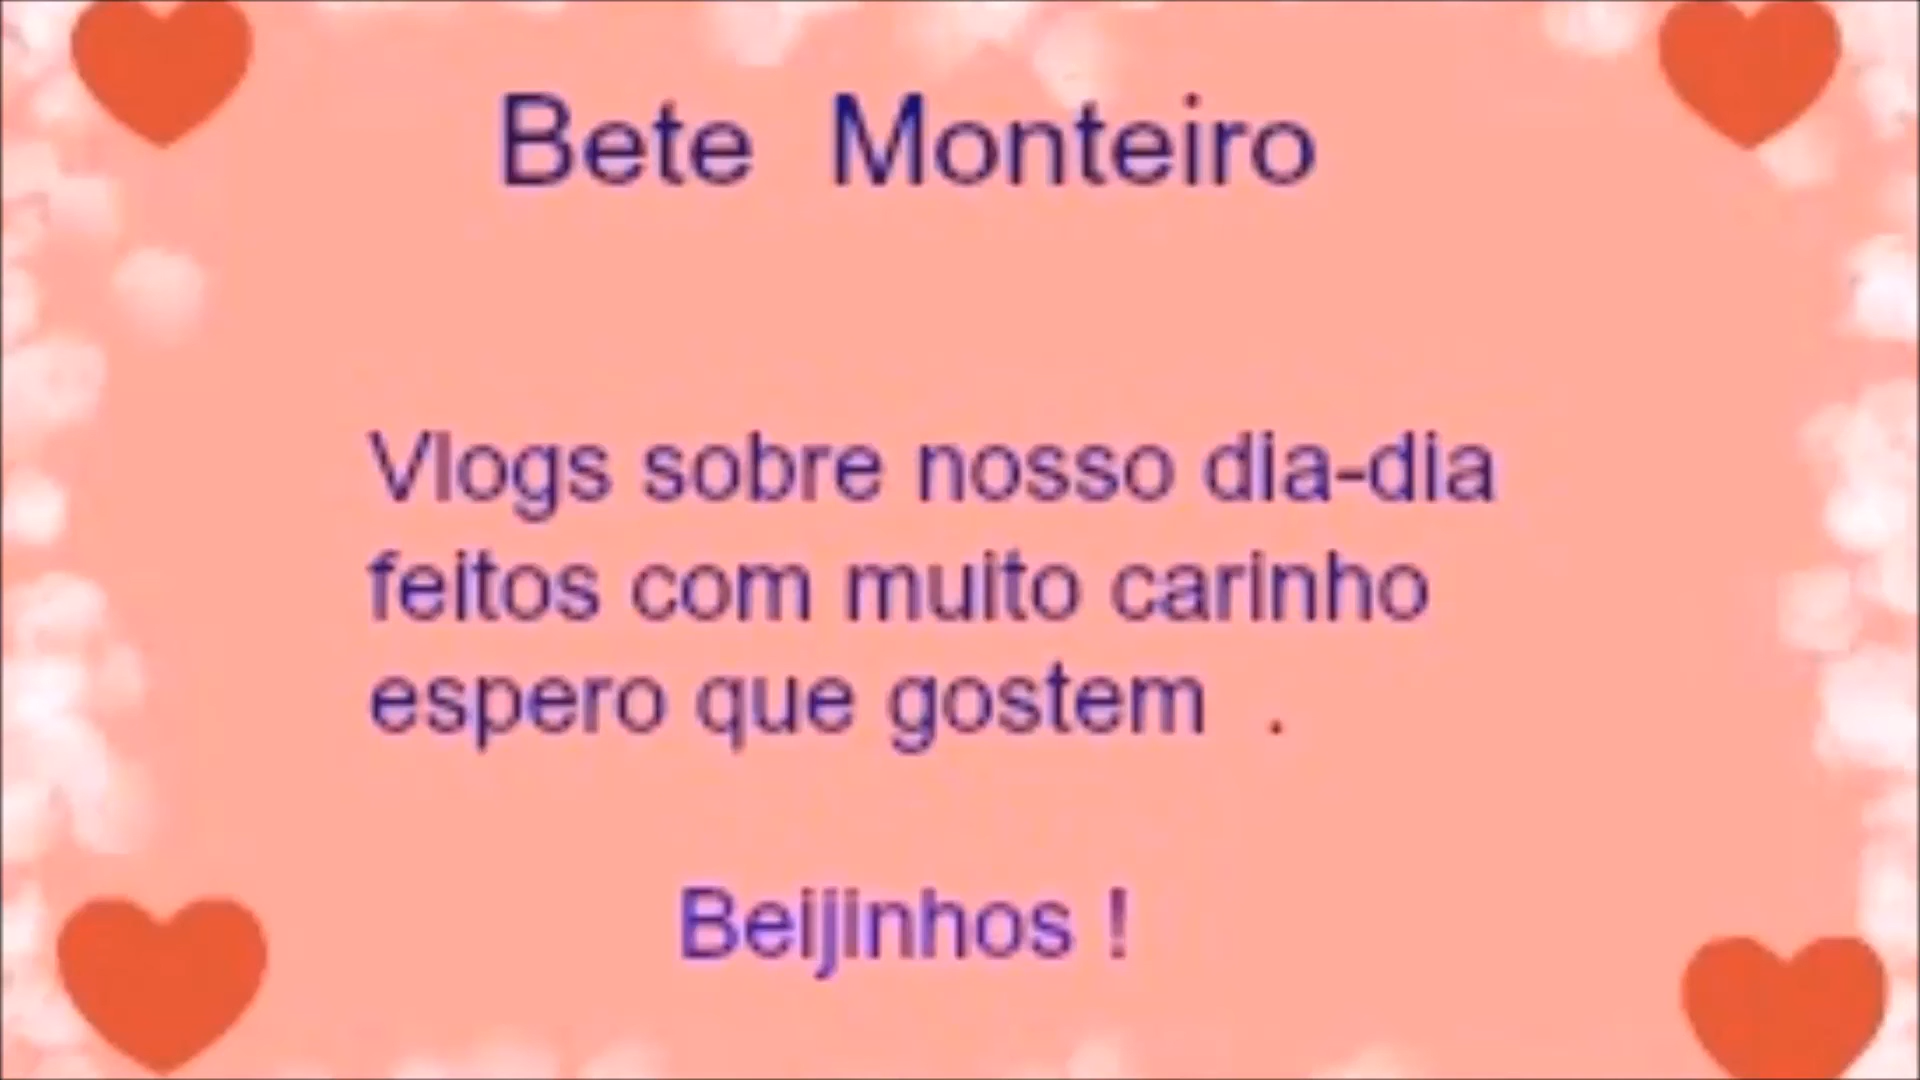 Bete Monteiro
Vlogs sobre nosso dia-dia
feitos com muito carinho
espero que gostem .
Beijinhos !